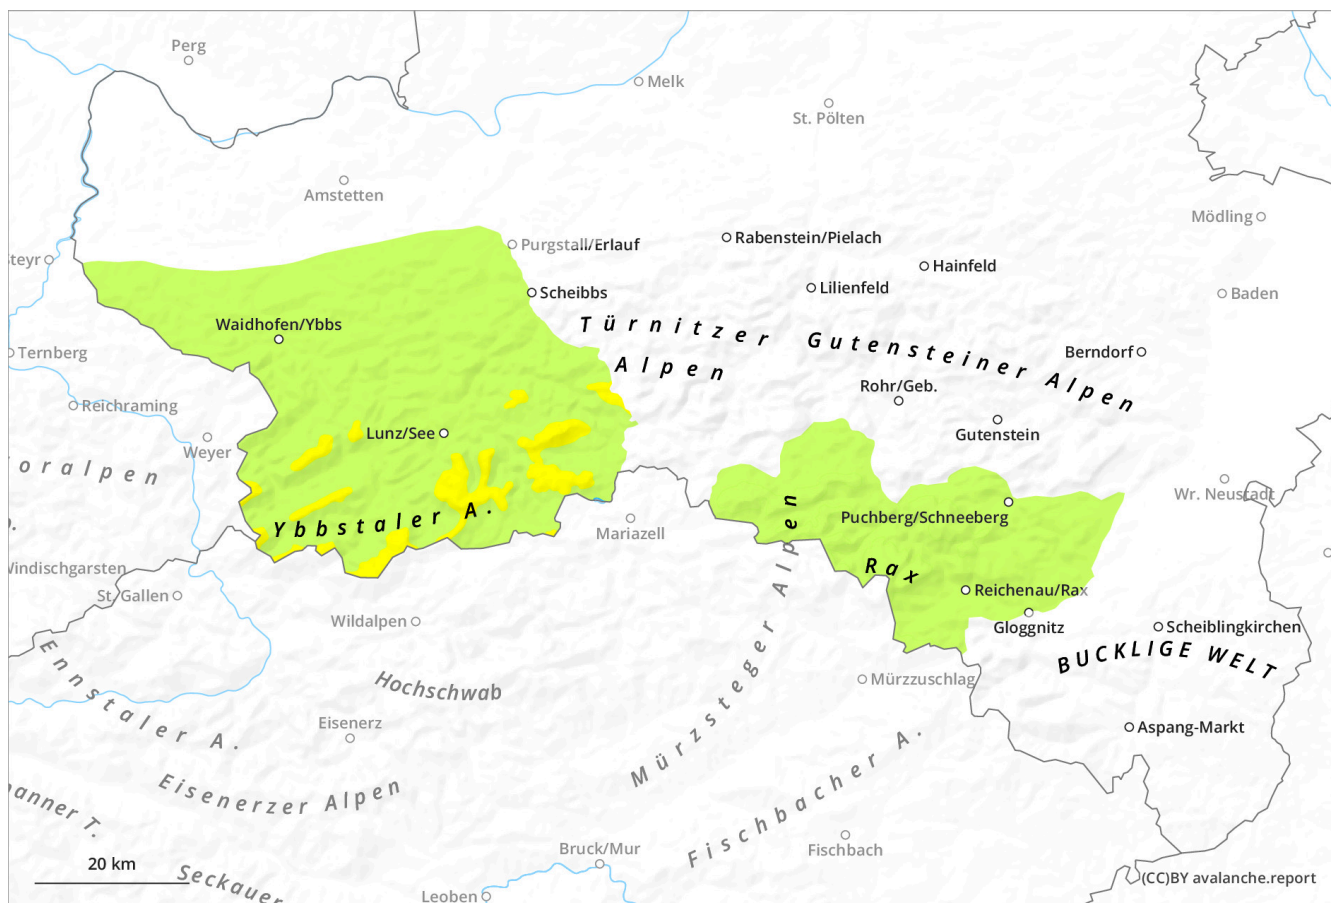 Perg
Melk
St. Pölten
Amstetten
Mödling
Purgstall/Erlauf
Rabenstein/Pielach
steyr
Hainfeld
Scheibbs
Lilienfeld
Baden
Waidhofen/Ybbs
Türnitzer
Alpen
Gutensteiner Alpen
Ternberg
Berndorf
Rohr/Geb.
Reichraming
Lunz/See
Gutenstein
Weyer
oralpen
Wr. Neustadt
Ybbstaler A.
Puchberg/Schneeberg
Mariazell
Windischgarsten
Rax
St. Gallen
Reichenau/Rax
Wildalpen
Gloggnitz
Scheiblingkirchen
BUCKLIGE WELT
Mürzsteger Alpen
Ennstaler A.
Hochschwab
Mürzzuschlag
Eisenerz
Aspang-Markt
Eisenerzer Alpen
Fischbacher A.
anner T.
Fischbach
Bruck/Mur
20 km
Seckauer
Leoben
(CC)BY avalanche.report